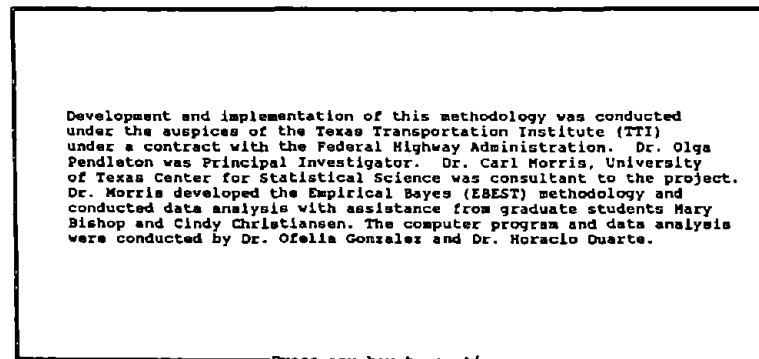 Development and implementation of this methodology was conducted
under the auspices of the Texas Transportation Institute (TTI)
under a contract with the Federal Highway Administration. Dr. Olga
Pendleton was Principal Investigator. Dr. Carl Morris, University
of Texas Center for Statistical Science was consultant to the project.
Dr. Morris developed the Empirical Bayes (EBEST) methodology and
conducted data analysis with assistance from graduate students Mary
Bishop and Cindy Christiansen. The computer program and data analysis
were conducted by Dr. Ofelia Gonzalez and Dr. Horacio Duarte.